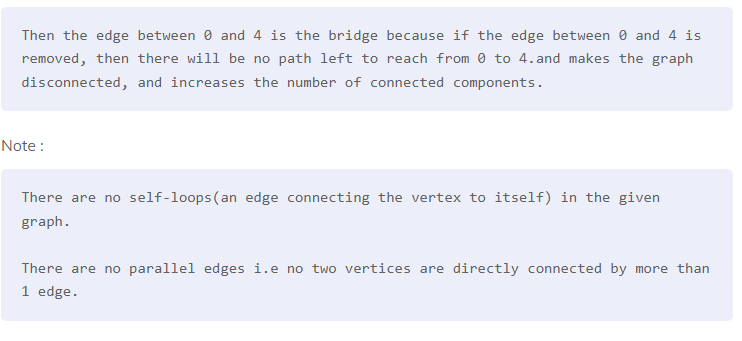 Then the edge between 0 and 4 is the bridge because if the edge between 0 and 4 is
removed, then there will be no path left to reach from 0 to 4.and makes the graph
disconnected, and increases the number of connected components.
Note :
There are no self-loops(an edge connecting the vertex to itself) in the given
graph.
There are no parallel edges i.e no two vertices are directly connected by more than
1 edge.